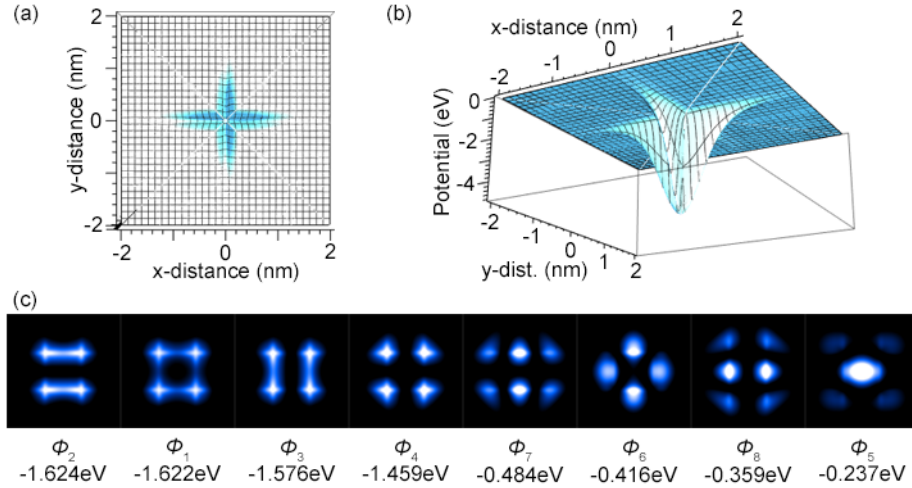 (a)
2
0
-2
y-distance (nm)
-2
0
2
x-distance (nm)
(b)
x-distance (nm)
-2
-1
0
1
2
0
-2
-4
Potential (eV)
-2
-1
0
1
2
y-dist. (nm)
(c)
Φ2 Φ1 Φ3 Φ4 Φ7 Φ6 Φ8 Φ5
-1.624eV -1.622eV -1.576eV -1.459eV -0.484eV -0.416eV -0.359eV -0.237eV